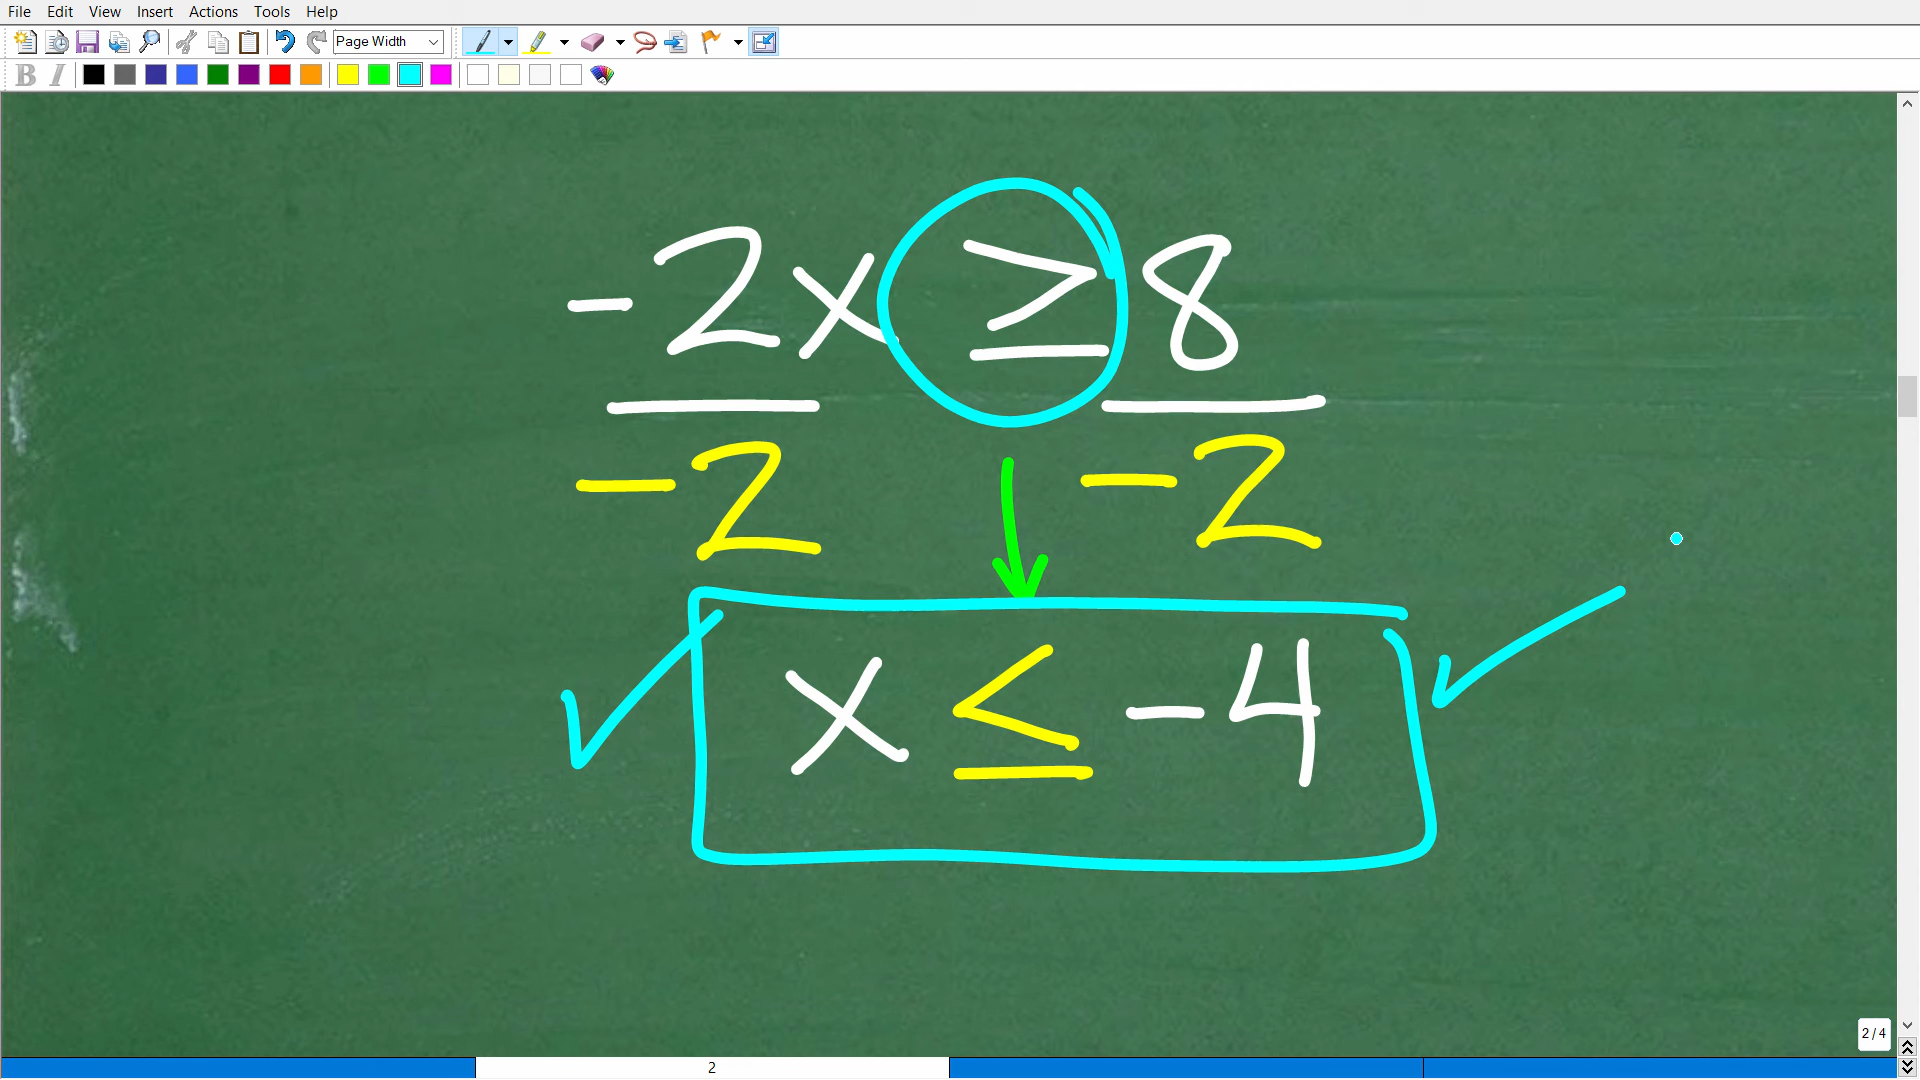 File Edit View Insert Actions Tools Help
Page Width
B I
-2x ≥ 8
-2 -2
x ≤ -4
2 / 4
2